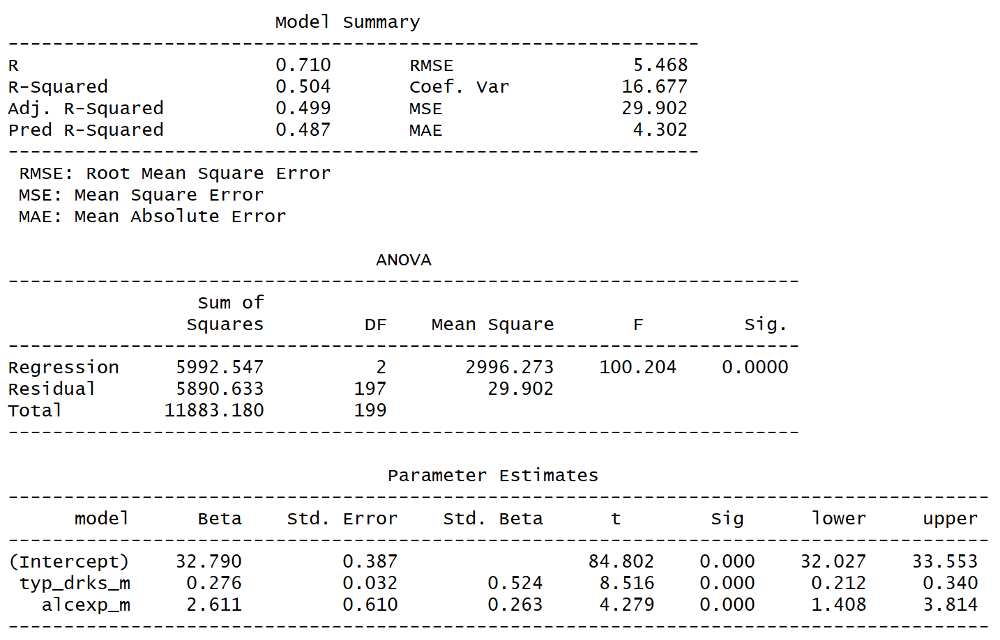 Model Summary
---------------------------------------------------------------
R                       0.710       RMSE                5.468
R-Squared               0.504       Coef. Var          16.677
Adj. R-Squared          0.499       MSE                29.902
Pred R-Squared          0.487       MAE                 4.302
---------------------------------------------------------------
RMSE: Root Mean Square Error
MSE: Mean Square Error
MAE: Mean Absolute Error
ANOVA
------------------------------------------------------------------------
Sum of
Squares         DF    Mean Square       F         Sig.
------------------------------------------------------------------------
Regression     5992.547          2       2996.273    100.204    0.0000
Residual       5890.633        197         29.902
Total         11883.180        199
------------------------------------------------------------------------
Parameter Estimates
-----------------------------------------------------------------------------------------
model      Beta    Std. Error    Std. Beta      t        Sig      lower     upper
-----------------------------------------------------------------------------------------
(Intercept)    32.790         0.387                 84.802    0.000    32.027    33.553
typ_drks_m     0.276         0.032        0.524     8.516    0.000     0.212     0.340
alcexp_m     2.611         0.610        0.263     4.279    0.000     1.408     3.814
-----------------------------------------------------------------------------------------